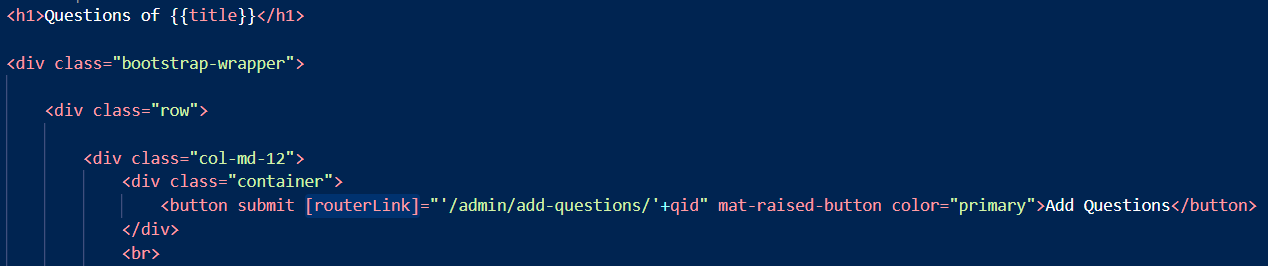 <h1>Questions of {{title}}</h1>
<div class="bootstrap-wrapper">
<div class="row">
<div class="col-md-12">
<div class="container">
<button submit [routerLink]="'/admin/add-questions/'+qid" mat-raised-button color="primary">Add Questions</button>
</div>
<br>